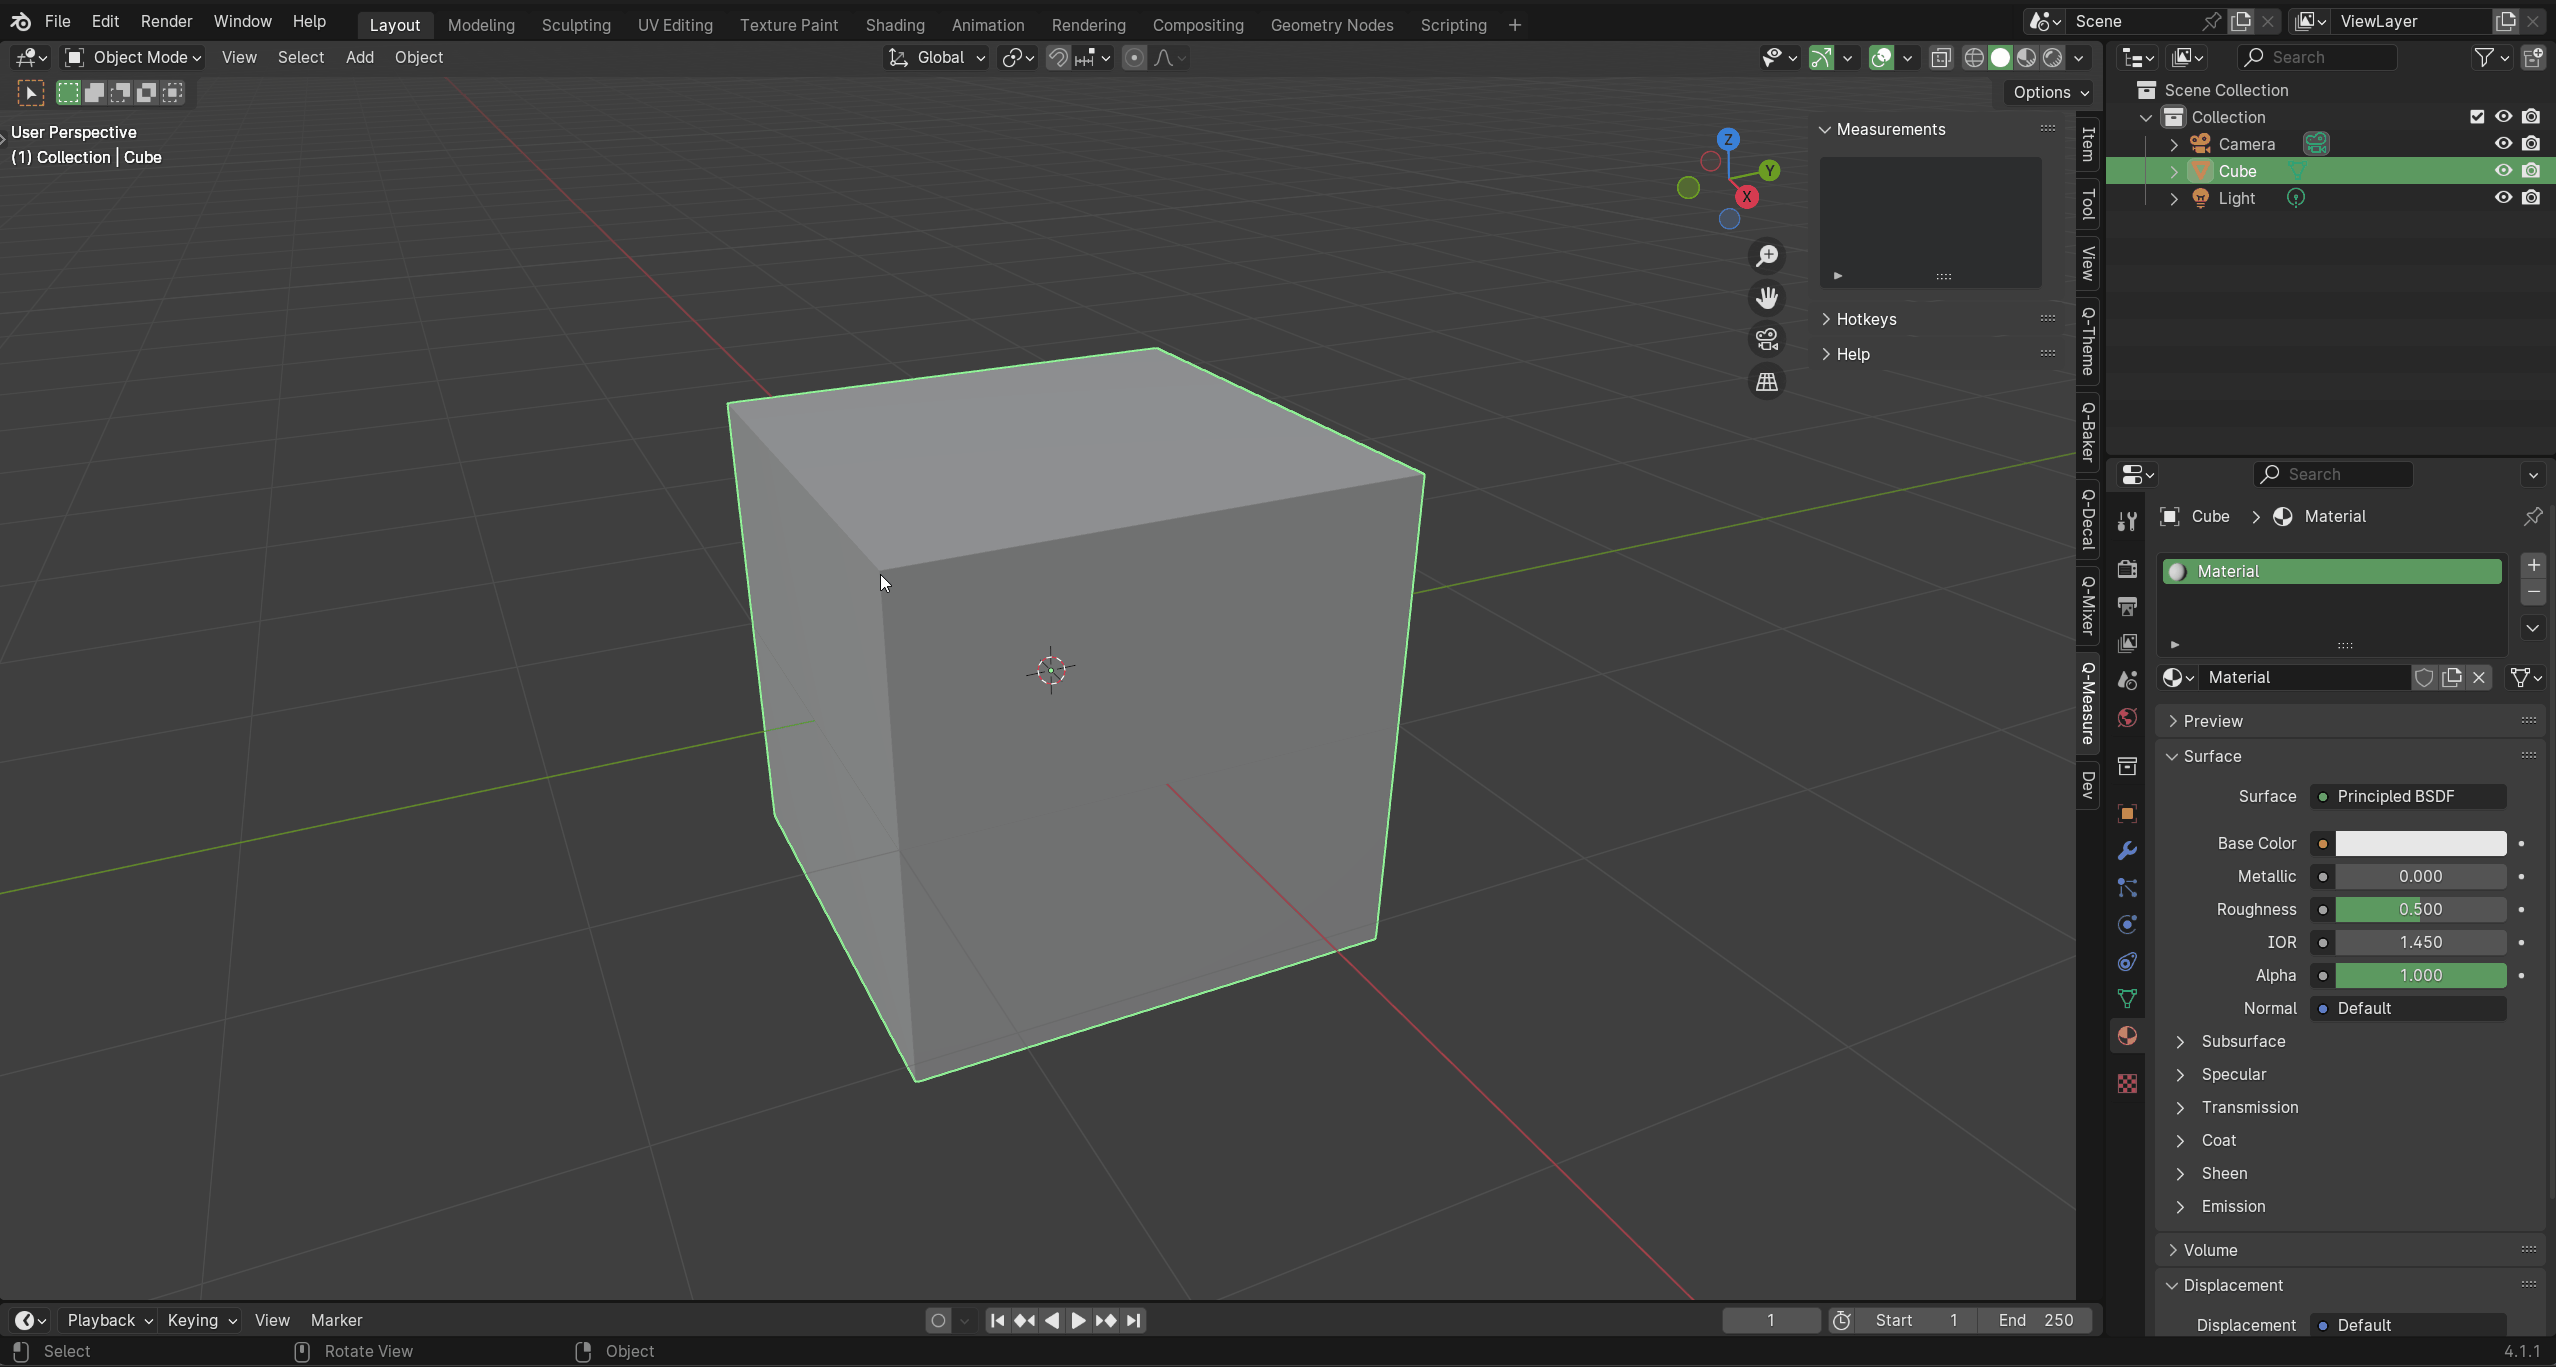 File Edit Render Window Help Layout Modeling Sculpting UV Editing Texture Paint Shading Animation Rendering Compositing Geometry Nodes Scripting + Scene ViewLayer
Object Mode View Select Add Object Global
Search
Options
User Perspective
(1) Collection | Cube
Z
Y
X
Measurements
Hotkeys
Help
Item
Tool
View
Q-Theme
Q-Baker
Q-Decal
Q-Mixer
Q-Measure
Dev
Scene Collection
Collection
Camera
Cube
Light
Search
Cube > Material
Material
Material
Preview
Surface
Surface Principled BSDF
Base Color
Metallic 0.000
Roughness 0.500
IOR 1.450
Alpha 1.000
Normal Default
Subsurface
Specular
Transmission
Coat
Sheen
Emission
Volume
Displacement
Displacement Default
Playback Keying View Marker 1 Start 1 End 250
Select Rotate View Object 4.1.1